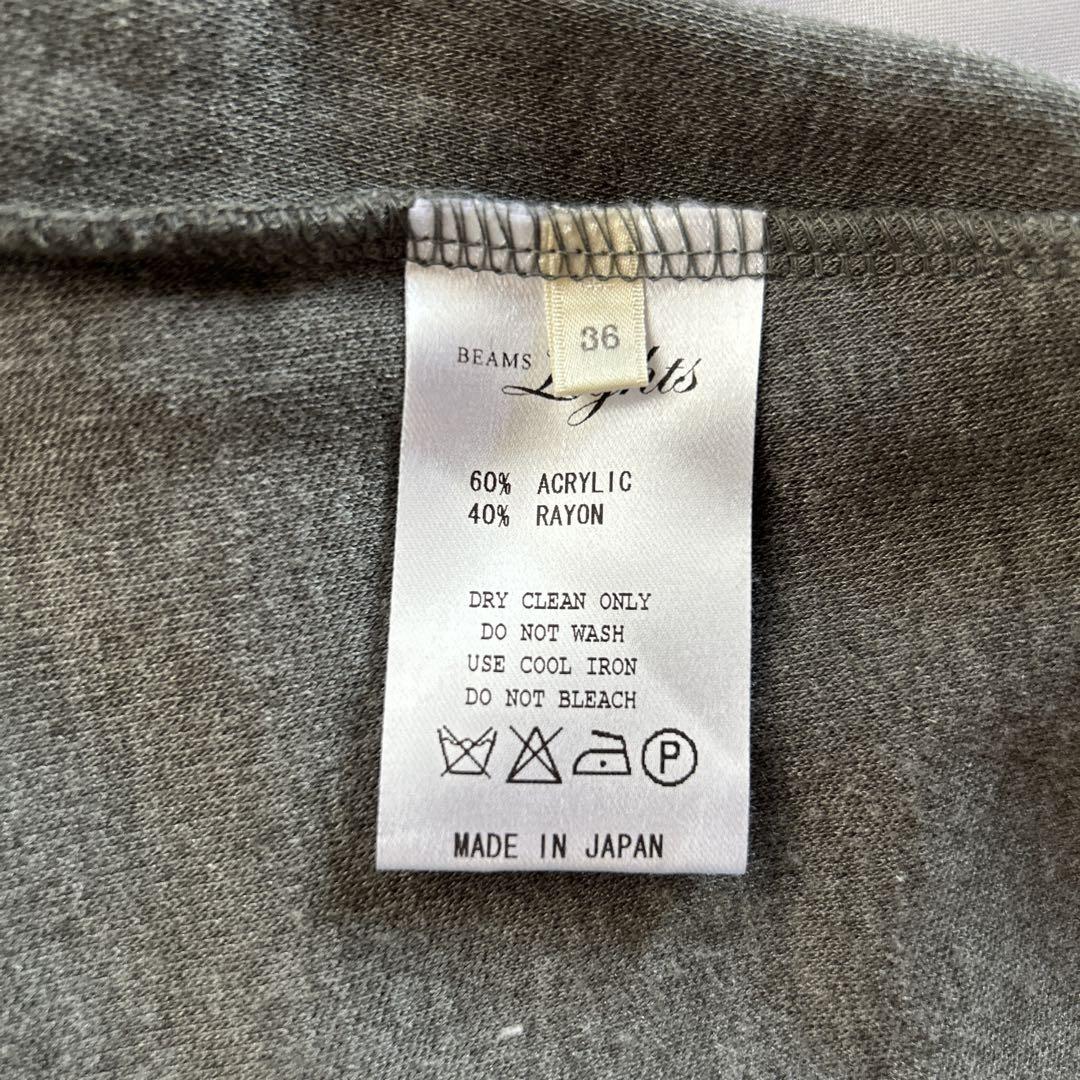 36
BEAMS
60% ACRYLIC
40% RAYON
DRY CLEAN ONLY
DO NOT WASH
USE COOL IRON
DO NOT BLEACH
P
MADE IN JAPAN